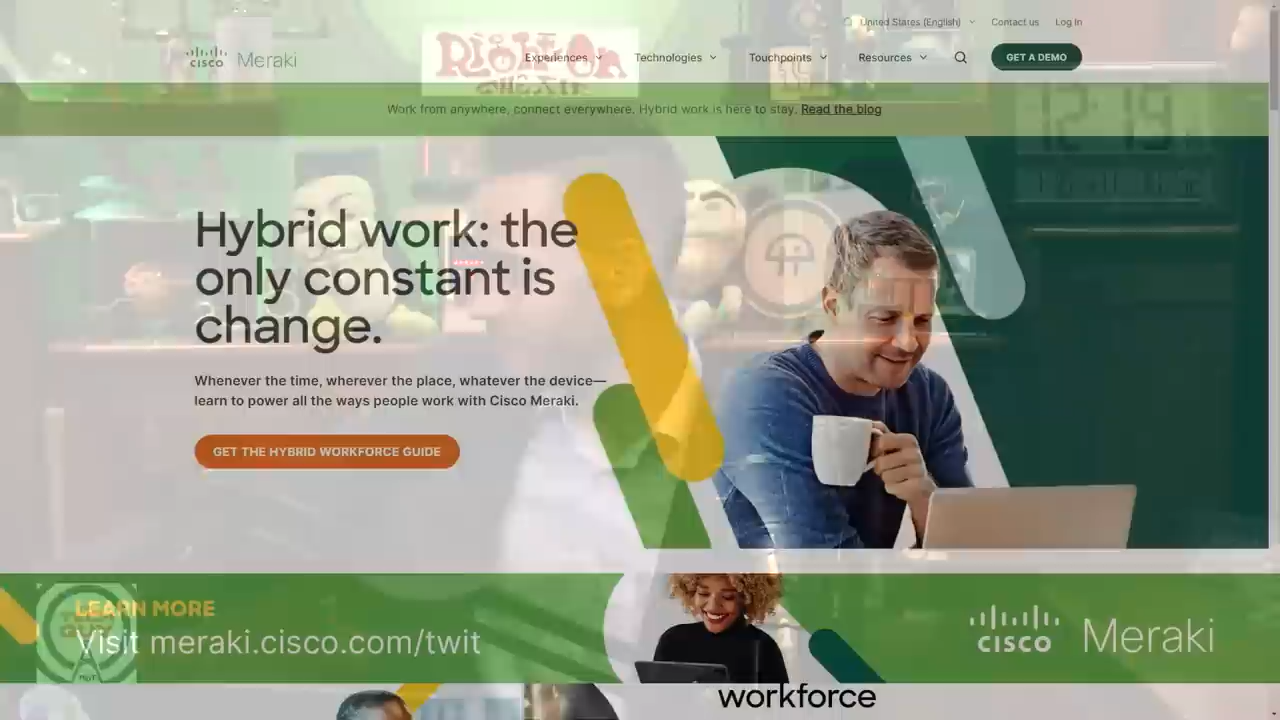 United States (English)
Contact us
Log in
CISCO Meraki
Experiences
Technologies
Touchpoints
Resources
GET A DEMO
Work from anywhere, connect everywhere. Hybrid work is here to stay. Read the blog
12:19
Hybrid work: the
only constant is
change.
Whenever the time, wherever the place, whatever the device—
learn to power all the ways people work with Cisco Meraki.
GET THE HYBRID WORKFORCE GUIDE
LEARN MORE
Visit meraki.cisco.com/twit
CISCO Meraki
workforce